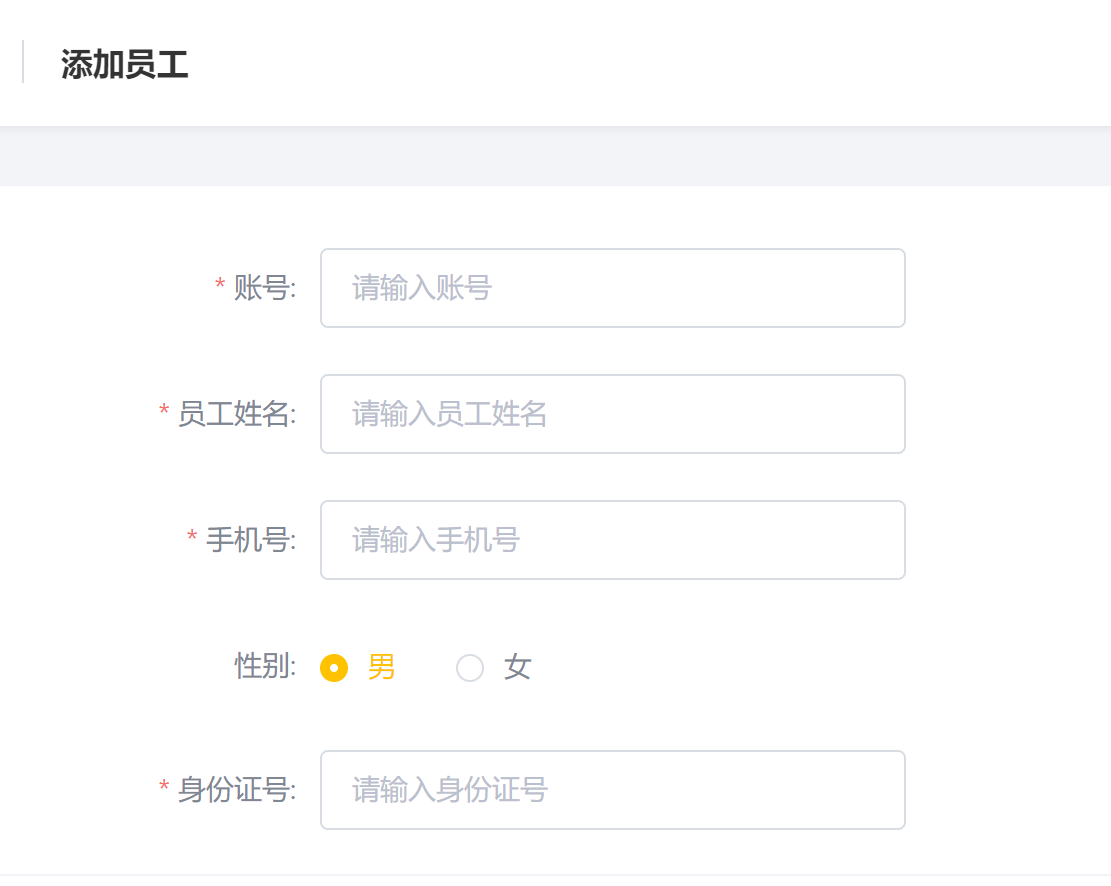 添加员工
* 账号: 请输入账号
* 员工姓名: 请输入员工姓名
* 手机号: 请输入手机号
性别: 男 女
* 身份证号: 请输入身份证号